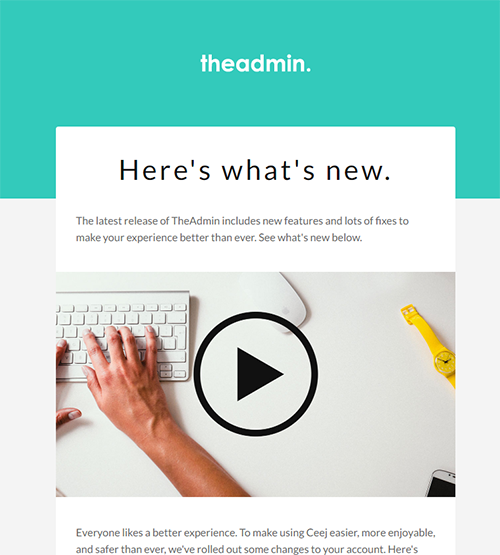 theadmin.
Here's what's new.
The latest release of TheAdmin includes new features and lots of fixes to
make your experience better than ever. See what's new below.
Everyone likes a better experience. To make using Ceej easier, more enjoyable,
and safer than ever, we've rolled out some changes to your account. Here's